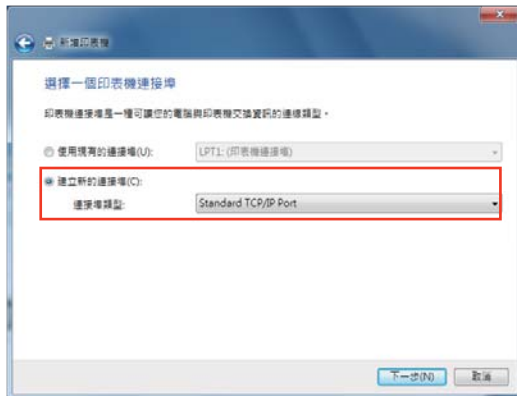 新增印表機
選擇一個印表機連接埠
印表機連接埠是一種可讓您的電腦與印表機交換資訊的連線類型。
使用現有的連接埠(U): LPT1: (印表機連接埠)
建立新的連接埠(C):
連接埠類型: Standard TCP/IP Port
下一步(N) 取消